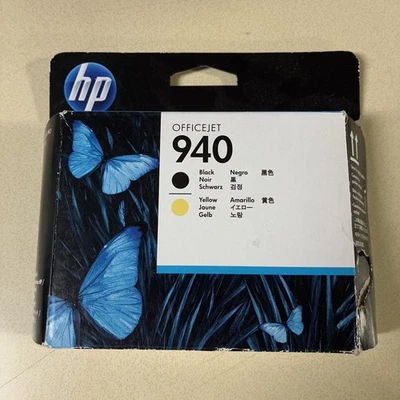 hp
OFFICEJET
940
Black Negro 黑色
Noir 黒
Schwarz 검정
Yellow Amarillo 黄色
Jaune イエロー
Gelb 노랑